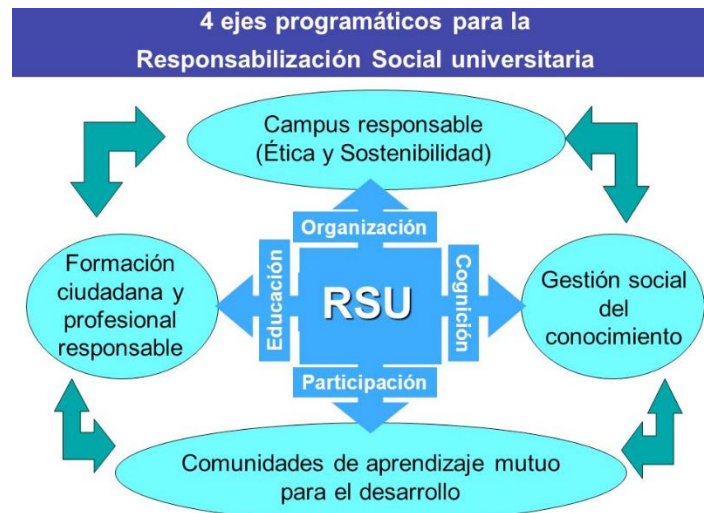 4 ejes programáticos para la
Responsabilización Social universitaria
Campus responsable
(Ética y Sostenibilidad)
Organización
Formación
ciudadana y
profesional
responsable
Educación
RSU
Cognición
Gestión social
del
conocimiento
Participación
Comunidades de aprendizaje mutuo
para el desarrollo